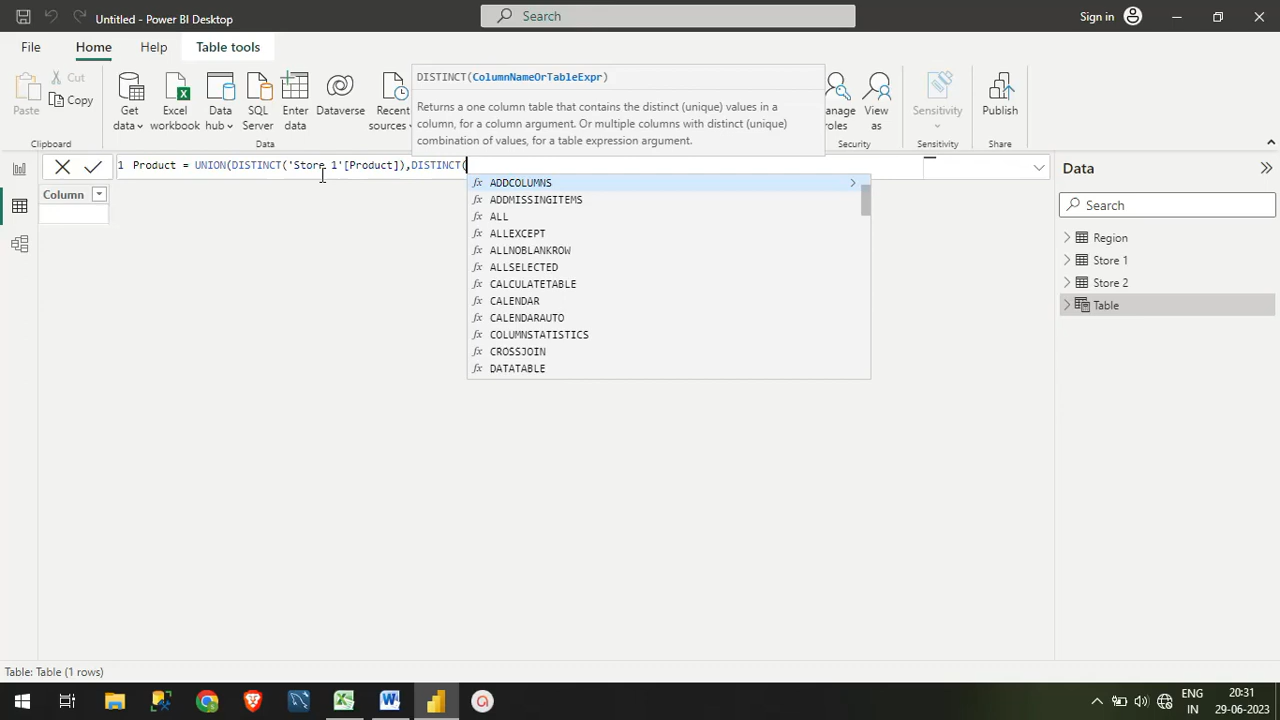 Untitled - Power BI Desktop
Search
Sign in
File
Home
Help
Table tools
Paste
Cut
Copy
Clipboard
Get data
Excel workbook
Data hub
SQL Server
Enter data
Dataverse
Recent sources
Data
DISTINCT(ColumnNameOrTableExpr)
Returns a one column table that contains the distinct (unique) values in a
column, for a column argument. Or multiple columns with distinct (unique)
combination of values, for a table expression argument.
anage roles
View as
Security
Sensitivity
Sensitivity
Publish
Share
1 Product = UNION(DISTINCT('Store 1'[Product]),DISTINCT(
Column
ADDCOLUMNS
ADDMISSINGITEMS
ALL
ALLEXCEPT
ALLNOBLANKROW
ALLSELECTED
CALCULATETABLE
CALENDAR
CALENDARAUTO
COLUMNSTATISTICS
CROSSJOIN
DATATABLE
Data
Search
Region
Store 1
Store 2
Table
Table: Table (1 rows)
ENG
IN
20:31
29-06-2023